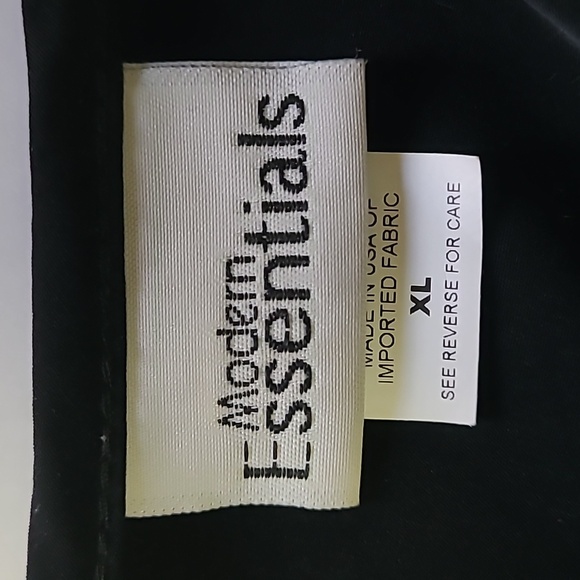 Modern
Essentials
MADE IN USA OF
IMPORTED FABRIC
XL
SEE REVERSE FOR CARE